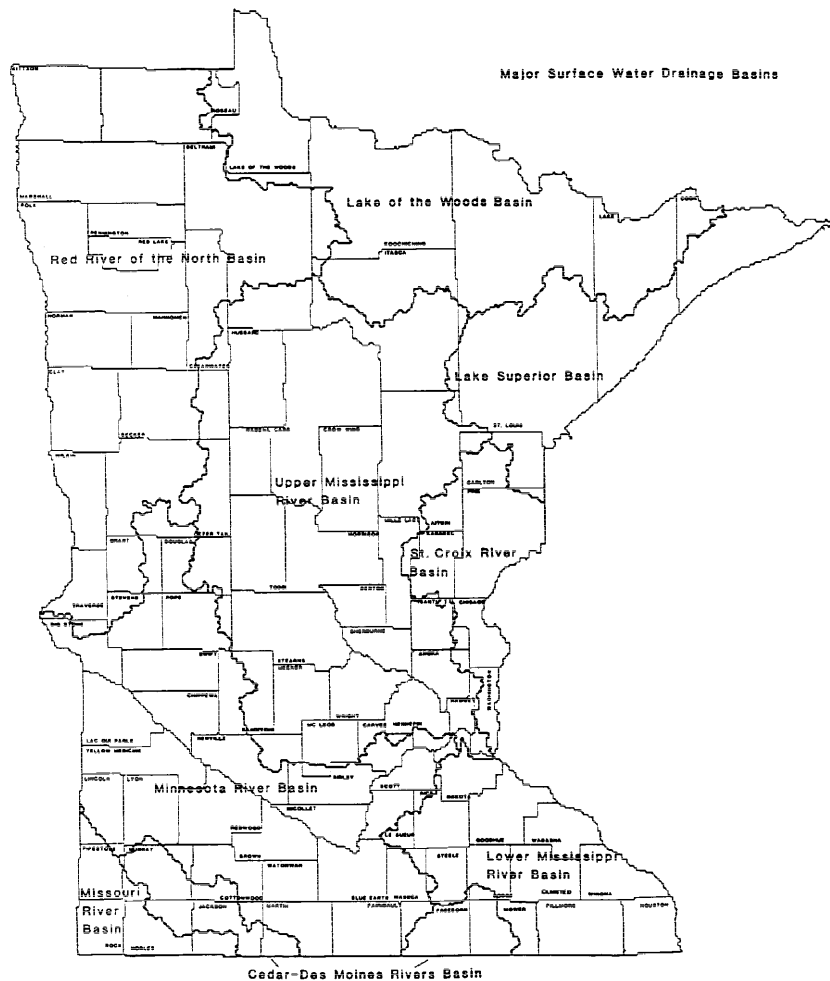 Major Surface Water Drainage Basins
KITTSON
ROSEAU
BELTRAMI
LAKE OF THE WOODS
MARSHALL
POLK
Lake of the Woods Basin
LAKE
COOK
PENNINGTON
RED LAKE
KOOCHICHING
ITASCA
Red River of the North Basin
NORMAN
MAHNOMEN
HUBBARD
CLAY
CLEARWATER
Lake Superior Basin
BECKER
WADENA CASS
CROW WING
ST. LOUIS
WILKIN
CARLTON
PINE
Upper Mississippi
River Basin
MILLE LACS
AITKIN
KANABEC
GRANT
DOUGLAS
OTTER TAIL
MORRISON
St. Croix River
Basin
TRAVERSE
STEVENS
POPE
TODD
BENTON
ISANTI
CHISAGO
BIG STONE
SHERBURNE
SWIFT
STEARNS
MEEKER
ANOKA
WASHINGTON
CHIPPEWA
RAMSEY
WRIGHT
MC LEOD
CARVER
HENNEPIN
LAC QUI PARLE
YELLOW MEDICINE
RENVILLE
KANDIYOHI
LINCOLN
LYON
Minnesota River Basin
SIBLEY
SCOTT
NICOLLET
RICE
DAKOTA
REDWOOD
LE SUEUR
GOODHUE
WABASHA
PIPESTONE
MURRAY
BROWN
WATONWAN
STEELE
Lower Mississippi
River Basin
Missouri
River
Basin
COTTONWOOD
BLUE EARTH
WASECA
DODGE
OLMSTED
WINONA
JACKSON
MARTIN
FARIBAULT
FREEBORN
MOWER
FILLMORE
HOUSTON
ROCK
NOBLES
Cedar-Des Moines Rivers Basin